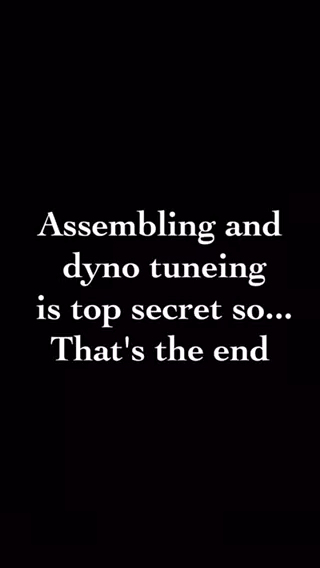 Assembling and
dyno tuneing
is top secret so...
That's the end